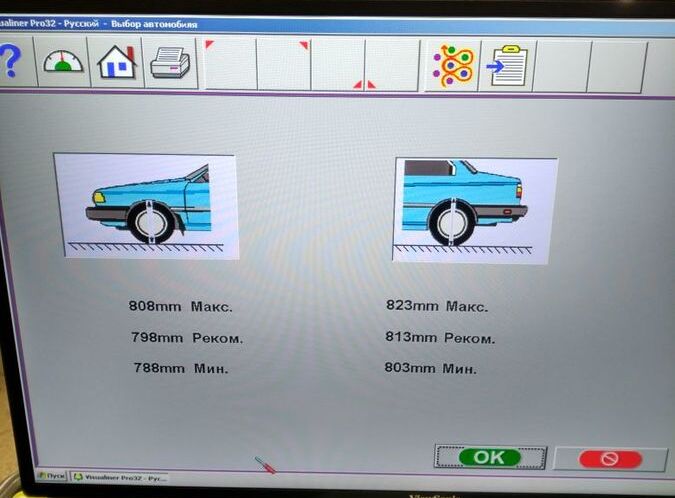 sualiner Pro32 - Русский - Выбор автомобиля
?
808mm Макс.
798mm Реком.
788mm Мин.
823mm Макс.
813mm Реком.
803mm Мин.
OK
Пуск
Visualiner Pro32 - Рус...